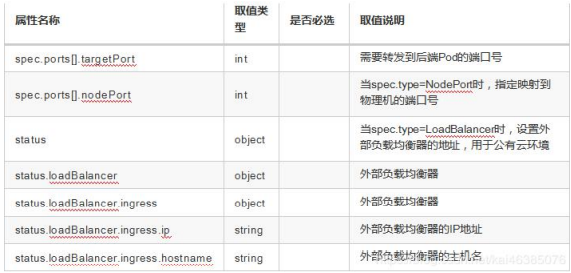 属性名称 取值类型 是否必选 取值说明
spec.ports[].targetPort int 需要转发到后端Pod的端口号
spec.ports[].nodePort int 当spec.type=NodePort时，指定映射到
物理机的端口号
status object 当spec.type=LoadBalancer时，设置外
部负载均衡器的地址，用于公有云环境
status.loadBalancer object 外部负载均衡器
status.loadBalancer.ingress object 外部负载均衡器
status.loadBalancer.ingress.ip string 外部负载均衡器的IP地址
status.loadBalancer.ingress.hostname string 外部负载均衡器的主机名